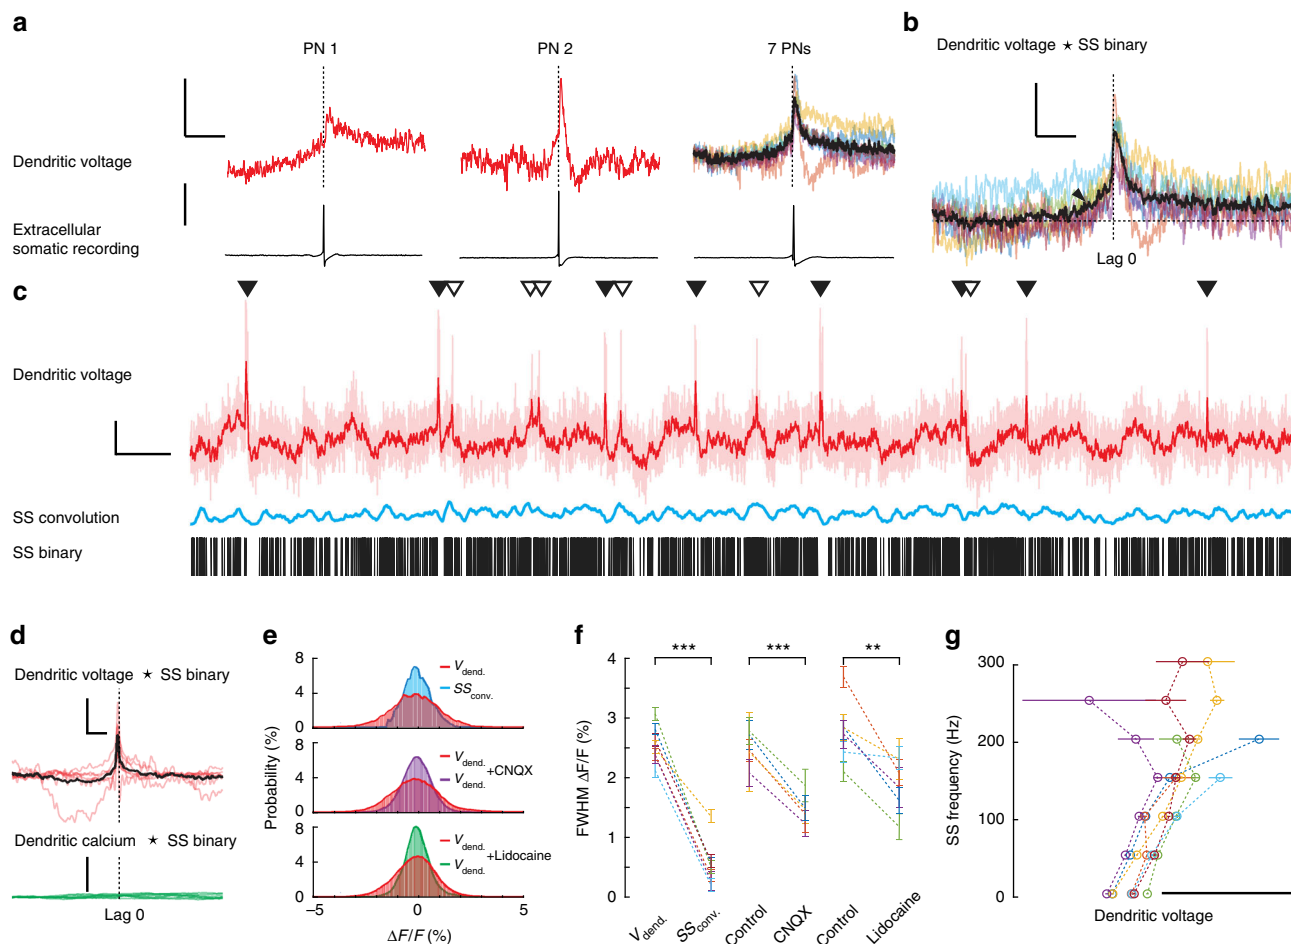 a
PN 1
PN 2
7 PNs
Dendritic voltage
Extracellular
somatic recording
b
Dendritic voltage ★ SS binary
Lag 0
c
Dendritic voltage
SS convolution
SS binary
d
Dendritic voltage ★ SS binary
Dendritic calcium ★ SS binary
Lag 0
e
Probability (%)
8
4
0
V dend.
SS conv.
8
4
0
V dend.
V dend. +CNQX
8
4
0
V dend.
V dend. +Lidocaine
−5
0
5
ΔF/F (%)
f
FWHM ΔF/F (%)
4
3
2
1
0
***
***
**
V dend.
SS conv.
Control
CNQX
Control
Lidocaine
g
SS frequency (Hz)
300
200
100
0
Dendritic voltage